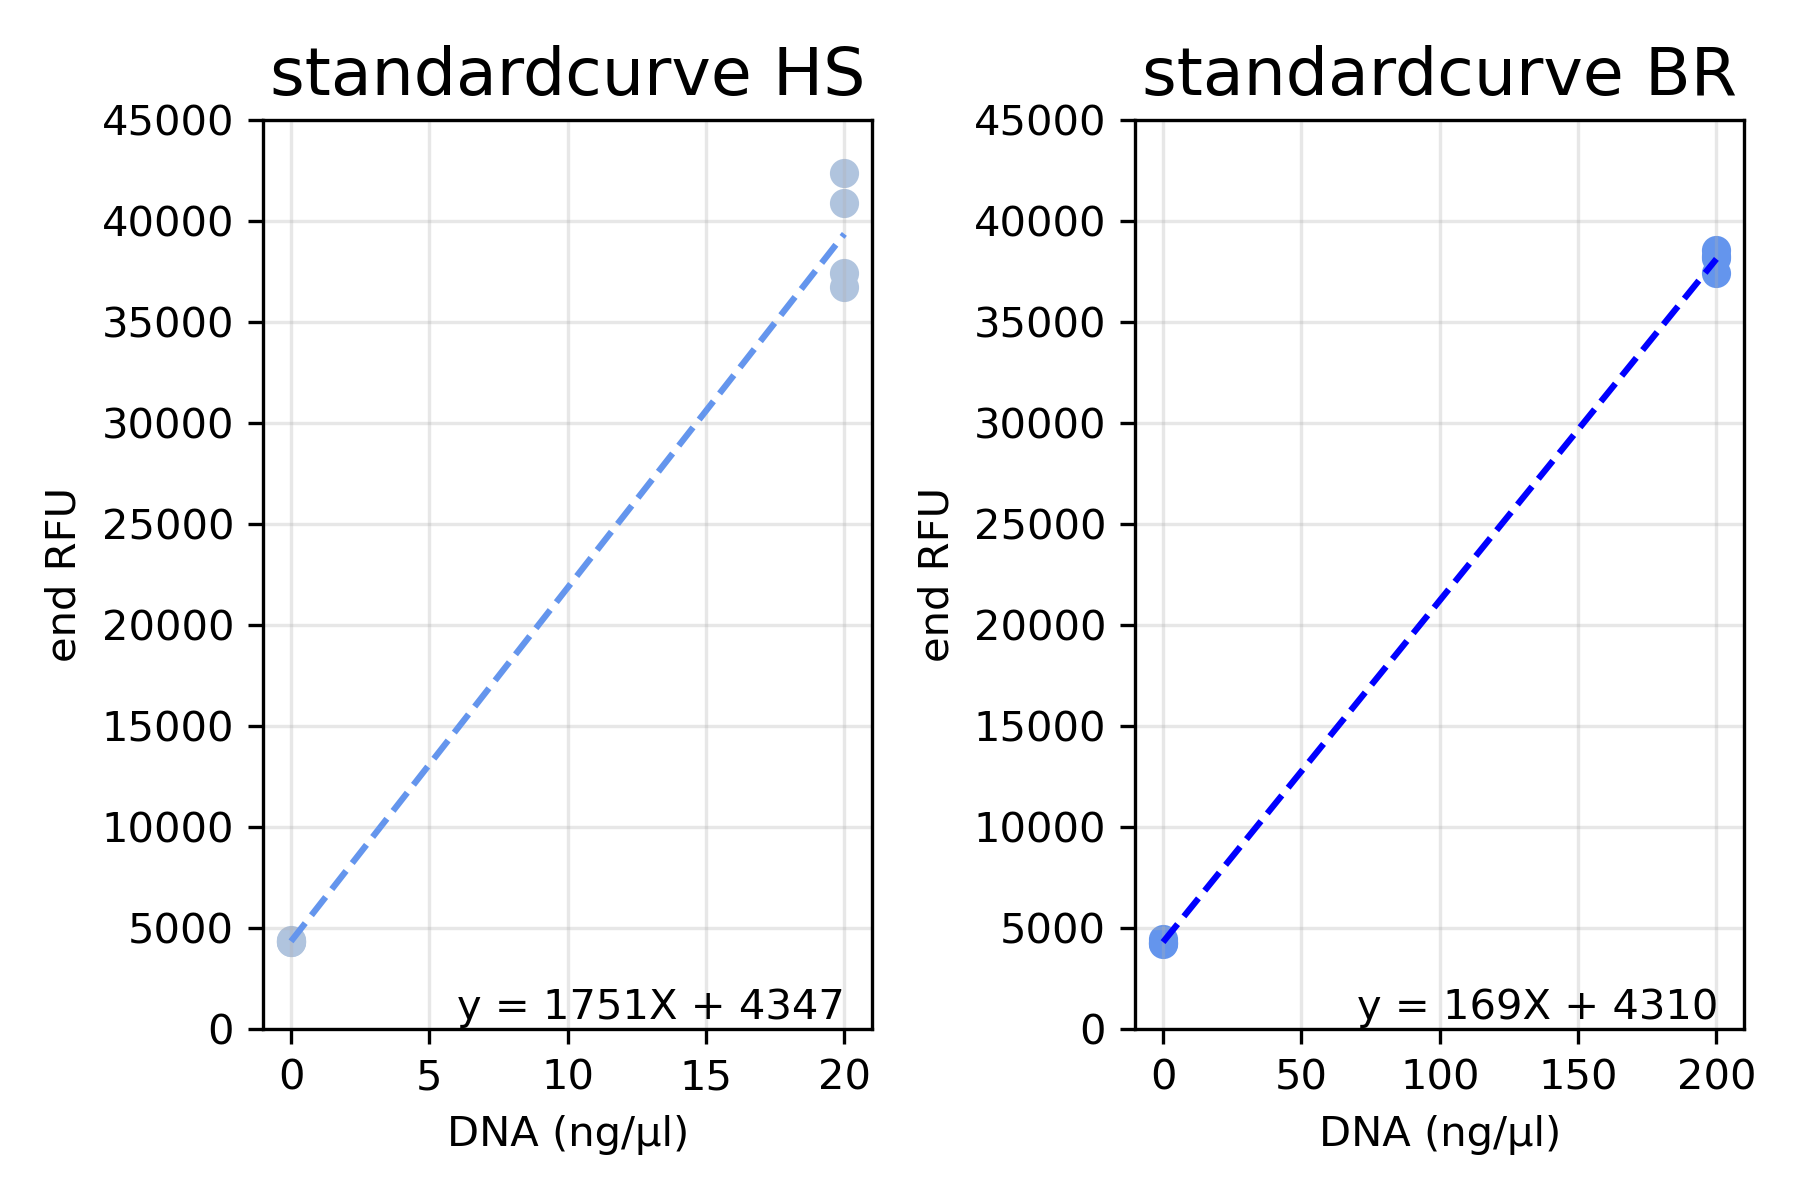 standardcurve HS
45000
40000
35000
30000
25000
20000
15000
10000
5000
0
end RFU
y = 1751X + 4347
0 5 10 15 20
DNA (ng/µl)
standardcurve BR
45000
40000
35000
30000
25000
20000
15000
10000
5000
0
end RFU
y = 169X + 4310
0 50 100 150 200
DNA (ng/µl)